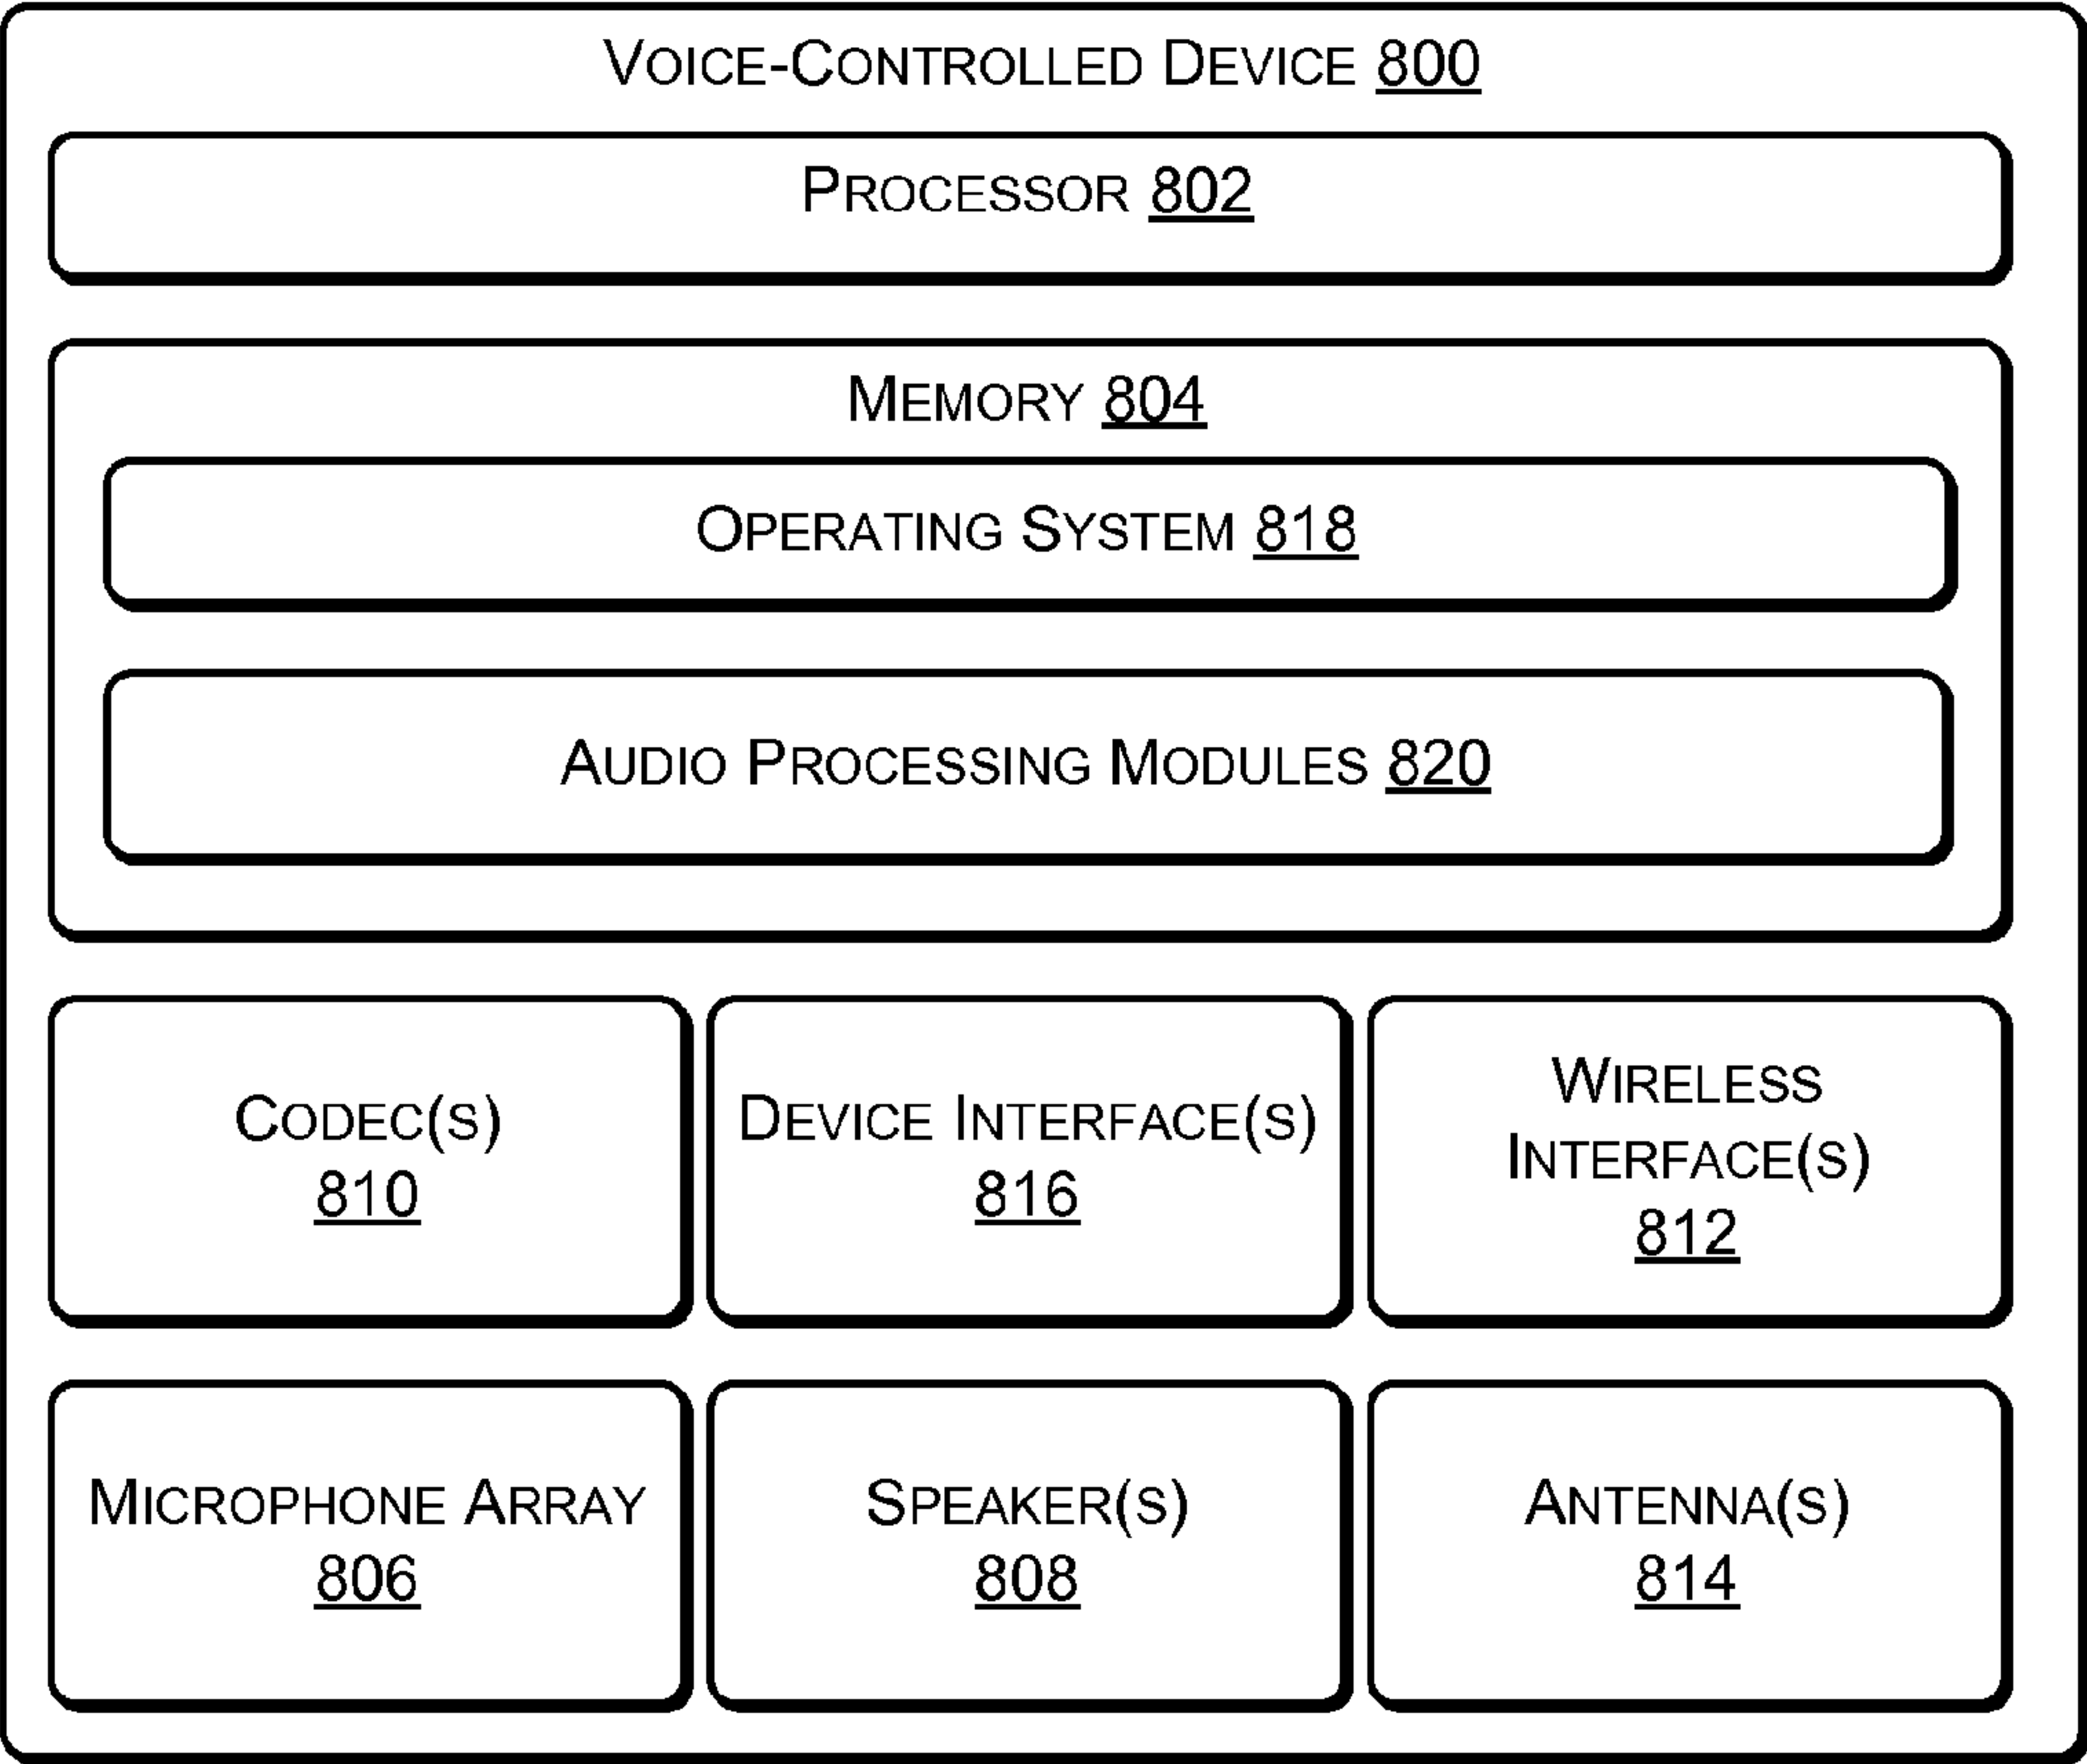 Voice-Controlled Device 800
Processor 802
Memory 804
Operating System 818
Audio Processing Modules 820
Codec(s)
810
Device Interface(s)
816
Wireless
Interface(s)
812
Microphone Array
806
Speaker(s)
808
Antenna(s)
814